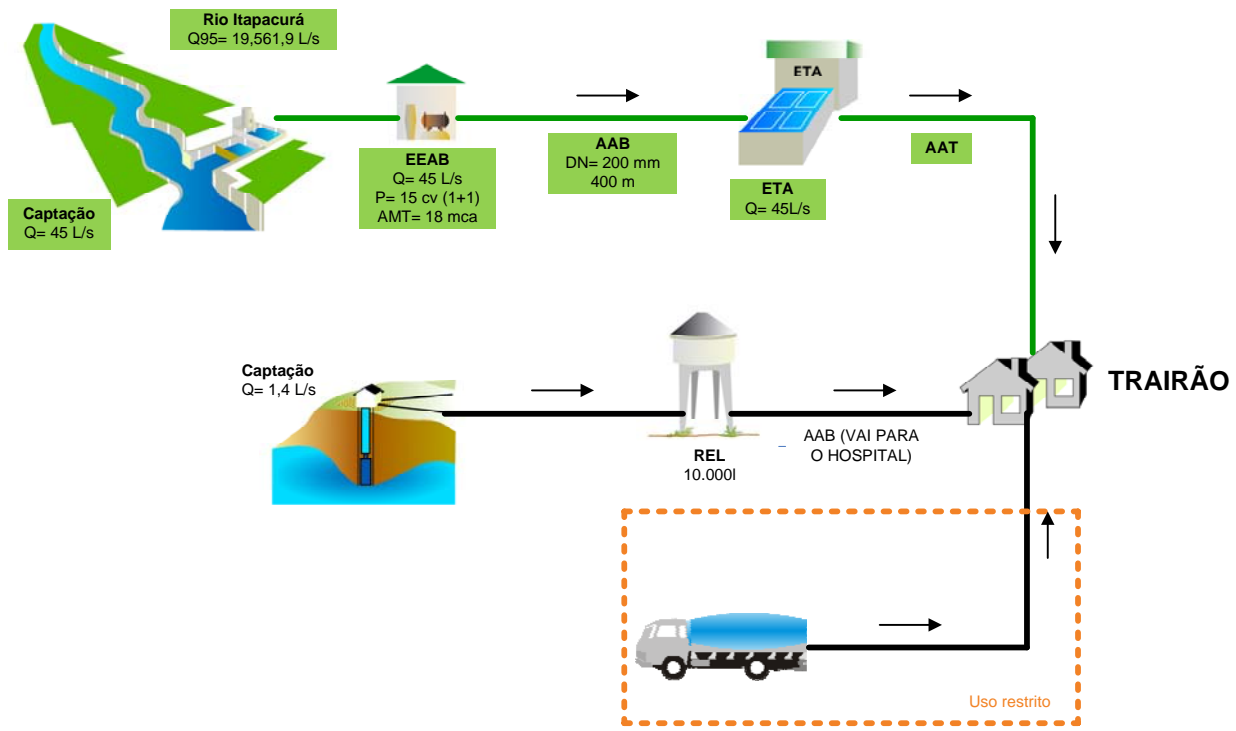 Rio Itapacurá
Q95= 19,561,9 L/s
Captação
Q= 45 L/s
EEAB
Q= 45 L/s
P= 15 cv (1+1)
AMT= 18 mca
AAB
DN= 200 mm
400 m
ETA
ETA
Q= 45L/s
AAT
Captação
Q= 1,4 L/s
REL
10.000l
AAB (VAI PARA
O HOSPITAL)
TRAIRÃO
Uso restrito